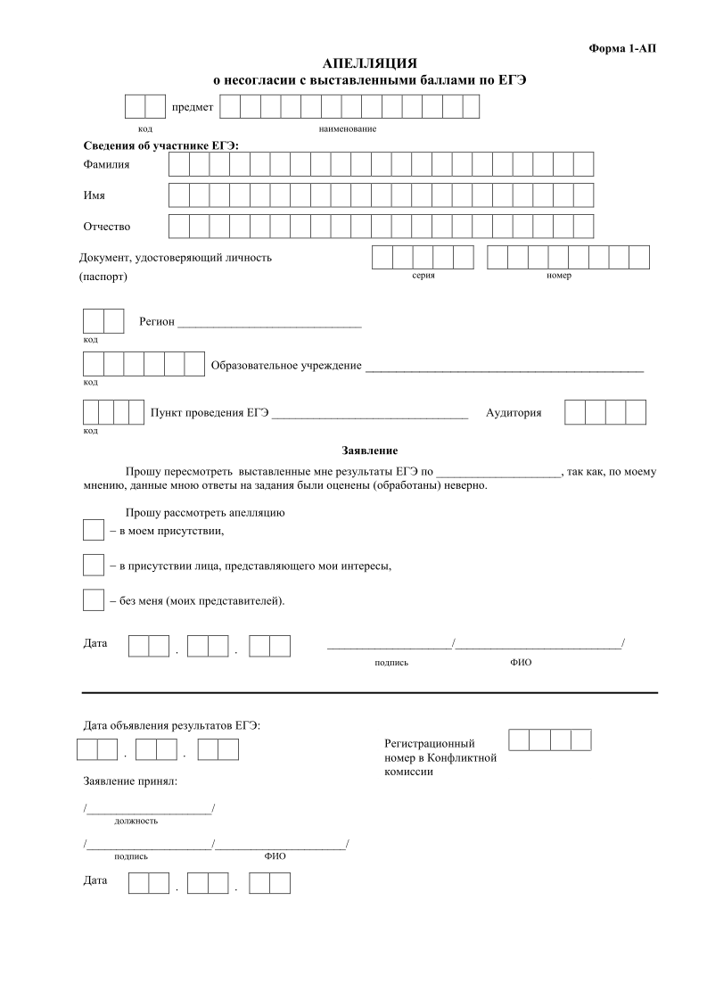 Форма 1-АП
АПЕЛЛЯЦИЯ
о несогласии с выставленными баллами по ЕГЭ
предмет
код наименование
Сведения об участнике ЕГЭ:
Фамилия
Имя
Отчество
Документ, удостоверяющий личность
(паспорт) серия номер
Регион _______________________________
код
Образовательное учреждение _______________________________________________
код
Пункт проведения ЕГЭ _________________________________ Аудитория
код
Заявление
Прошу пересмотреть выставленные мне результаты ЕГЭ по _____________________, так как, по моему
мнению, данные мною ответы на задания были оценены (обработаны) неверно.
Прошу рассмотреть апелляцию
– в моем присутствии,
– в присутствии лица, представляющего мои интересы,
– без меня (моих представителей).
Дата . . _____________________/____________________________/
подпись ФИО
Дата объявления результатов ЕГЭ:
. .
Регистрационный
номер в Конфликтной
комиссии
Заявление принял:
/_____________________/
должность
/_____________________/______________________/
подпись ФИО
Дата . .